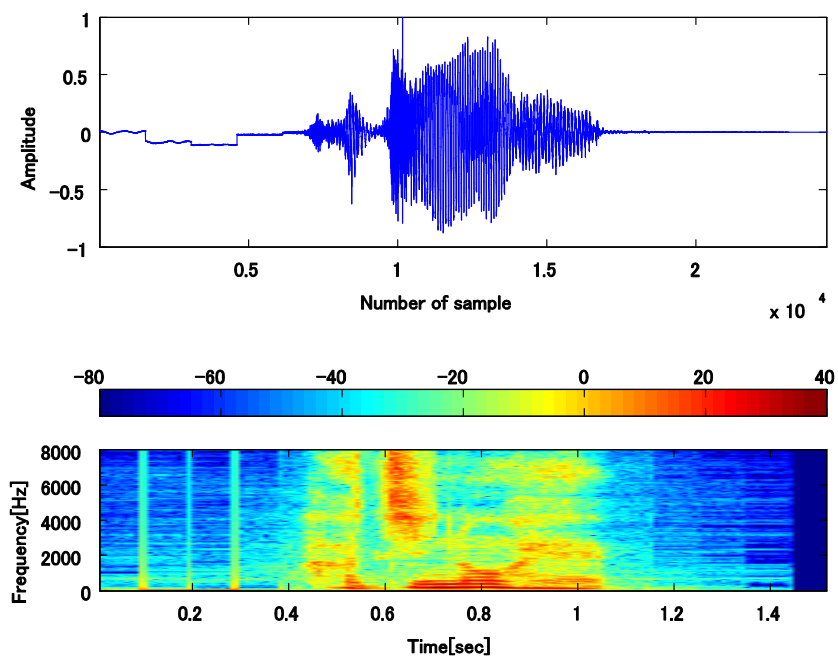 1
0.5
0
−0.5
−1
Amplitude
0.5 1 1.5 2
Number of sample
x 10 4
−80 −60 −40 −20 0 20 40
8000
6000
4000
2000
0
Frequency[Hz]
0.2 0.4 0.6 0.8 1 1.2 1.4
Time[sec]